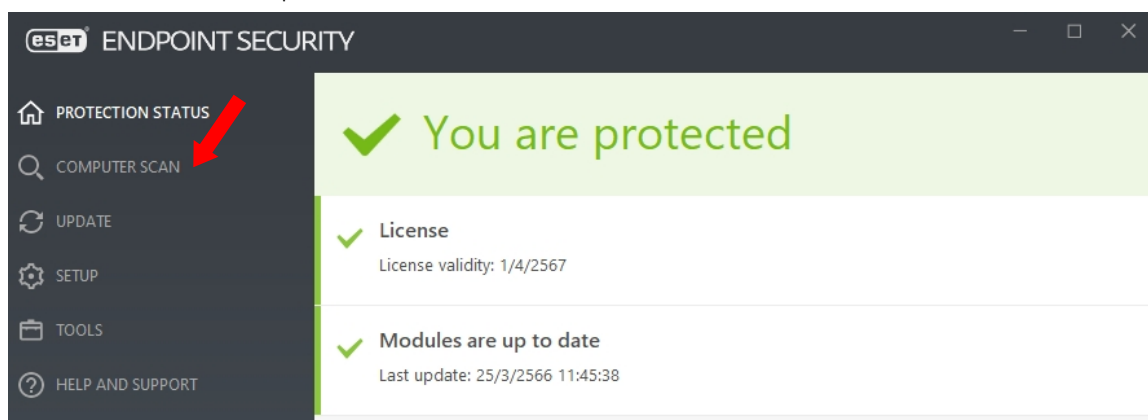 eset ENDPOINT SECURITY
PROTECTION STATUS
COMPUTER SCAN
UPDATE
SETUP
TOOLS
HELP AND SUPPORT
You are protected
License
License validity: 1/4/2567
Modules are up to date
Last update: 25/3/2566 11:45:38